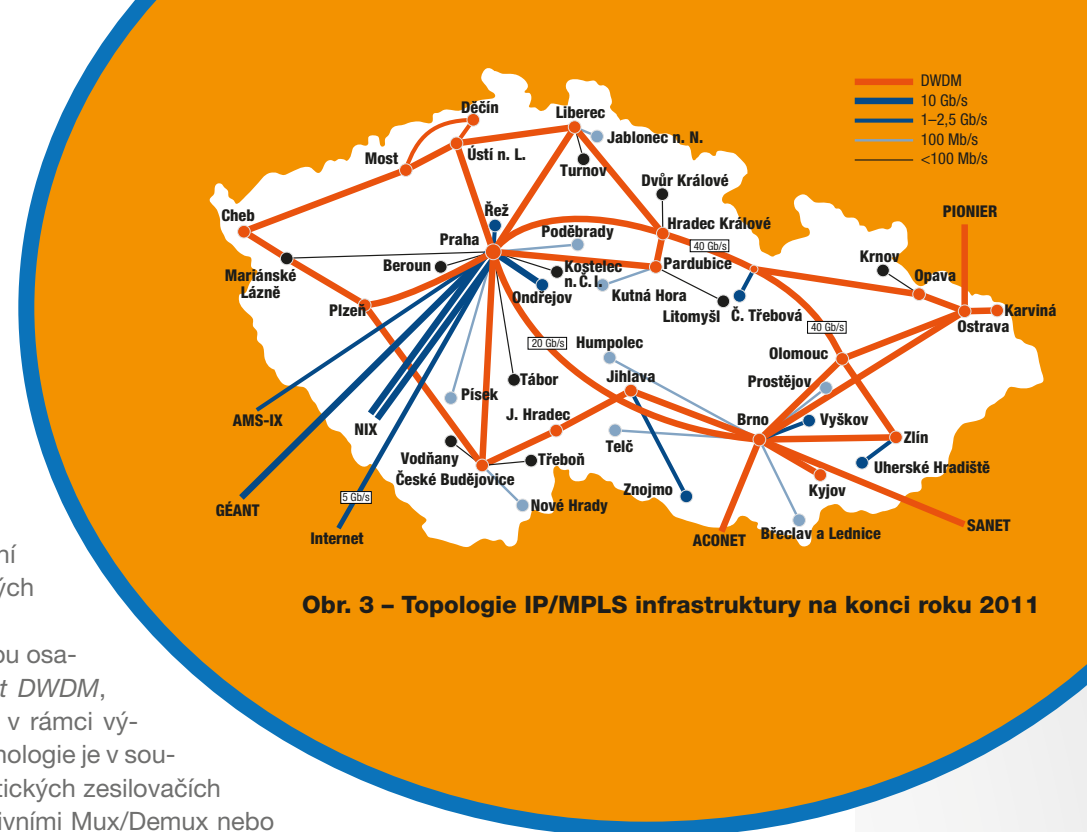 DWDM
10 Gb/s
1–2,5 Gb/s
100 Mb/s
<100 Mb/s
Děčín
Liberec
Jablonec n. N.
Ústí n. L.
Most
Turnov
Dvůr Králové
Cheb
Řež
Hradec Králové
PIONIER
Praha
Poděbrady
40 Gb/s
Krnov
Mariánské
Lázně
Beroun
Kostelec
n. Č. l.
Pardubice
Opava
Ondřejov
Kutná Hora
Plzeň
Litomyšl
Č. Třebová
Karviná
Ostrava
40 Gb/s
20 Gb/s
Humpolec
Olomouc
Tábor
Jihlava
Prostějov
Písek
AMS-IX
NIX
J. Hradec
Brno
Vyškov
Zlín
Telč
Vodňany
Třeboň
České Budějovice
Uherské Hradiště
Znojmo
Kyjov
5 Gb/s
Nové Hrady
GÉANT
Internet
ACONET
Břeclav a Lednice
SANET
Obr. 3 – Topologie IP/MPLS infrastruktury na konci roku 2011
ní
ých
ou osa-
t DWDM,
v rámci vý-
nologie je v sou-
tických zesilovačích
ivními Mux/Demux nebo